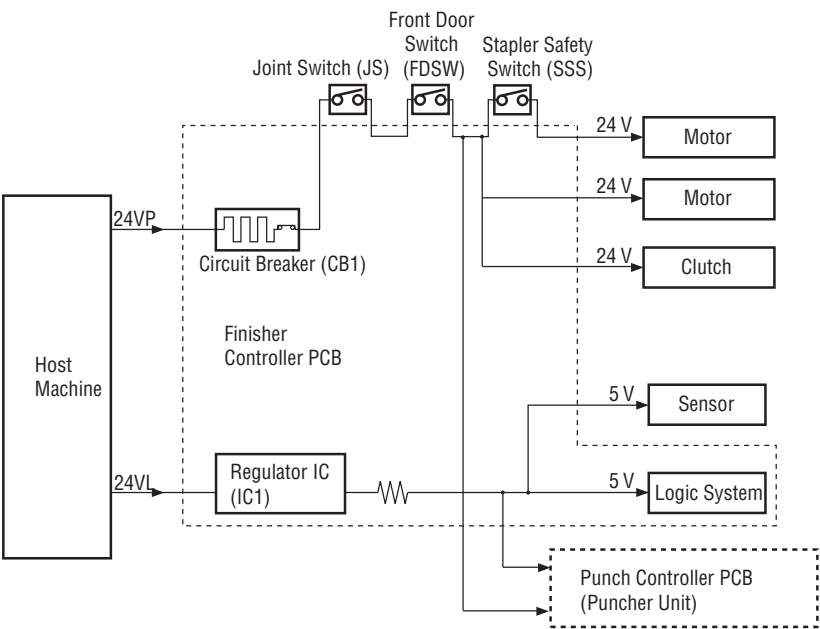 Front Door
Switch
(FDSW)
Stapler Safety
Switch (SSS)
Joint Switch (JS)
24 V
Motor
24 V
Motor
24VP
24 V
Clutch
Circuit Breaker (CB1)
Finisher
Controller PCB
Host
Machine
5 V
Sensor
24VL
Regulator IC
(IC1)
5 V
Logic System
Punch Controller PCB
(Puncher Unit)